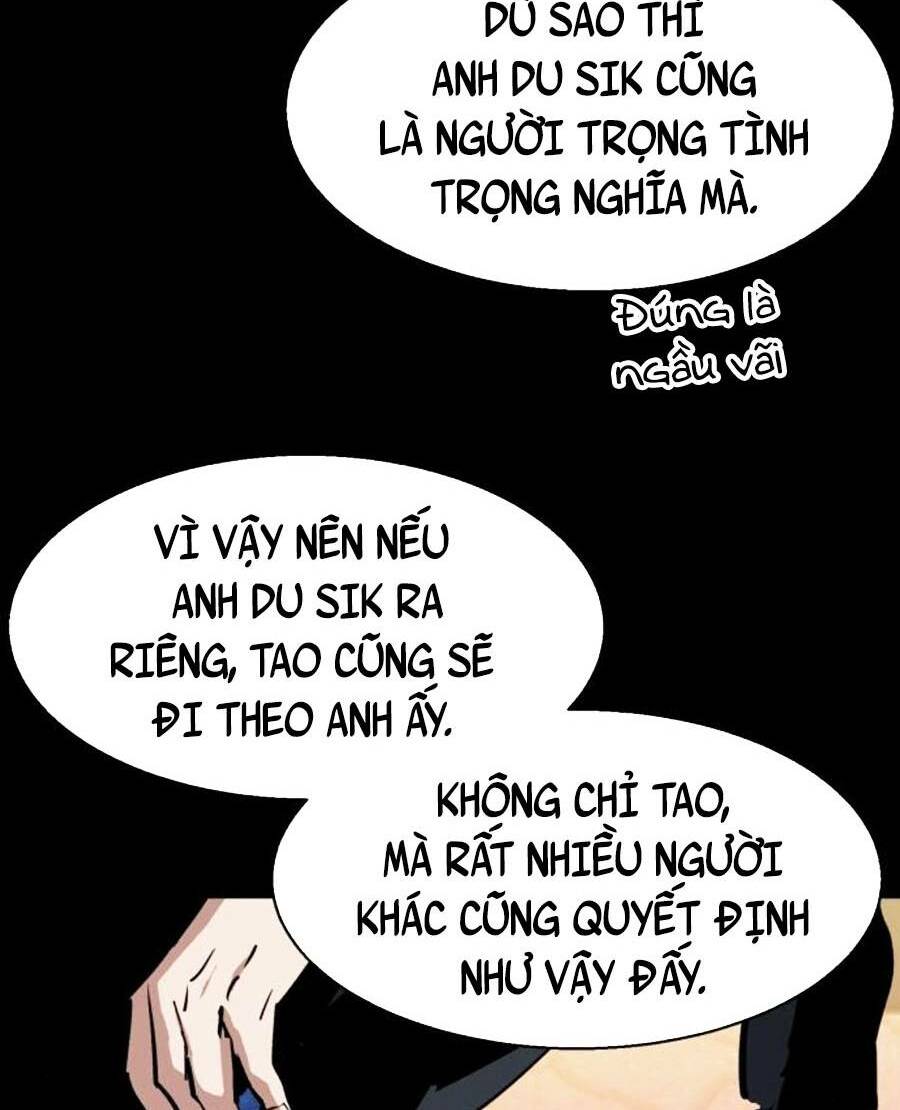 DÙ SAO THÌ
ANH DU SIK CŨNG
LÀ NGƯỜI TRỌNG TÌNH
TRỌNG NGHĨA MÀ.
Đúng là
ngầu vãi
VÌ VẬY NÊN NẾU
ANH DU SIK RA
RIÊNG, TAO CŨNG SẼ
ĐI THEO ANH ẤY.
KHÔNG CHỈ TAO,
MÀ RẤT NHIỀU NGƯỜI
KHÁC CŨNG QUYẾT ĐỊNH
NHƯ VẬY ĐẤY.